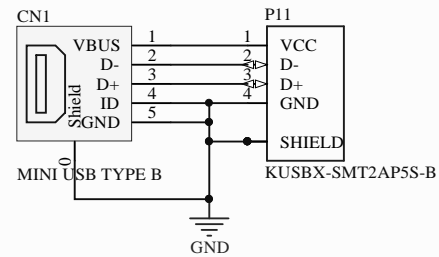 CN1 P11
VBUS 1 1 VCC
D- 2 2 D-
D+ 3 3 D+
ID 4 4 GND
GND 5
Shield
SHIELD
0
MINI USB TYPE B KUSBX-SMT2AP5S-B
GND